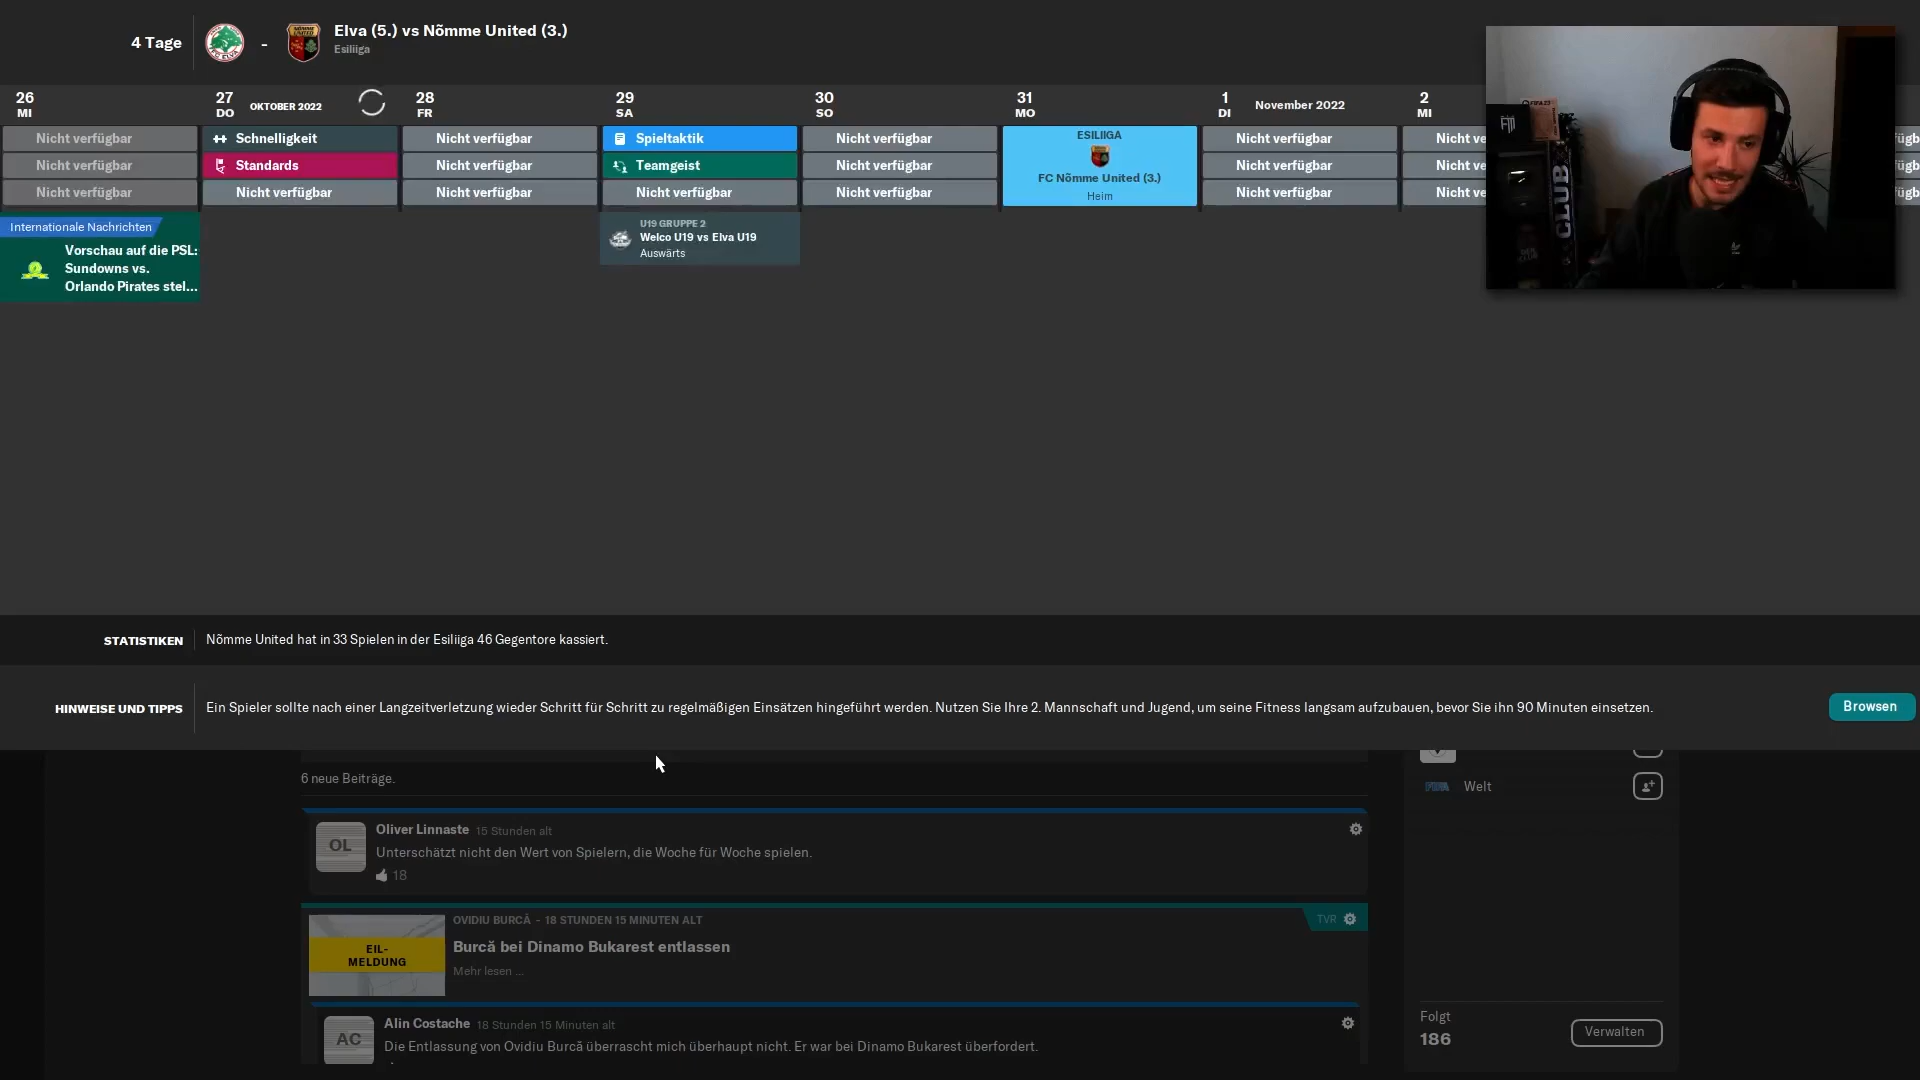 4 Tage
-
Elva (5.) vs Nõmme United (3.)
Esiliiga
26
MI
27
DO
OKTOBER 2022
28
FR
29
SA
30
SO
31
MO
1
DI
November 2022
2
MI
Nicht verfügbar
Nicht verfügbar
Nicht verfügbar
Schnelligkeit
Standards
Nicht verfügbar
Nicht verfügbar
Nicht verfügbar
Nicht verfügbar
Spieltaktik
Teamgeist
Nicht verfügbar
Nicht verfügbar
Nicht verfügbar
Nicht verfügbar
ESILIIGA
FC Nõmme United (3.)
Heim
Nicht verfügbar
Nicht verfügbar
Nicht verfügbar
Nicht ve
Nicht ve
Nicht ve
CLUB
Internationale Nachrichten
Vorschau auf die PSL:
Sundowns vs.
Orlando Pirates stel...
U19 GRUPPE 2
Welco U19 vs Elva U19
Auswärts
STATISTIKEN
Nõmme United hat in 33 Spielen in der Esiliiga 46 Gegentore kassiert.
HINWEISE UND TIPPS
Ein Spieler sollte nach einer Langzeitverletzung wieder Schritt für Schritt zu regelmäßigen Einsätzen hingeführt werden. Nutzen Sie Ihre 2. Mannschaft und Jugend, um seine Fitness langsam aufzubauen, bevor Sie ihn 90 Minuten einsetzen.
Browsen
6 neue Beiträge.
FIFA
Welt
OL
Oliver Linnaste 15 Stunden alt
Unterschätzt nicht den Wert von Spielern, die Woche für Woche spielen.
18
EIL-
MELDUNG
OVIDIU BURCĂ - 18 STUNDEN 15 MINUTEN ALT
TVR
Burcă bei Dinamo Bukarest entlassen
Mehr lesen ...
AC
Alin Costache 18 Stunden 15 Minuten alt
Die Entlassung von Ovidiu Burcă überrascht mich überhaupt nicht. Er war bei Dinamo Bukarest überfordert.
Folgt
186
Verwalten